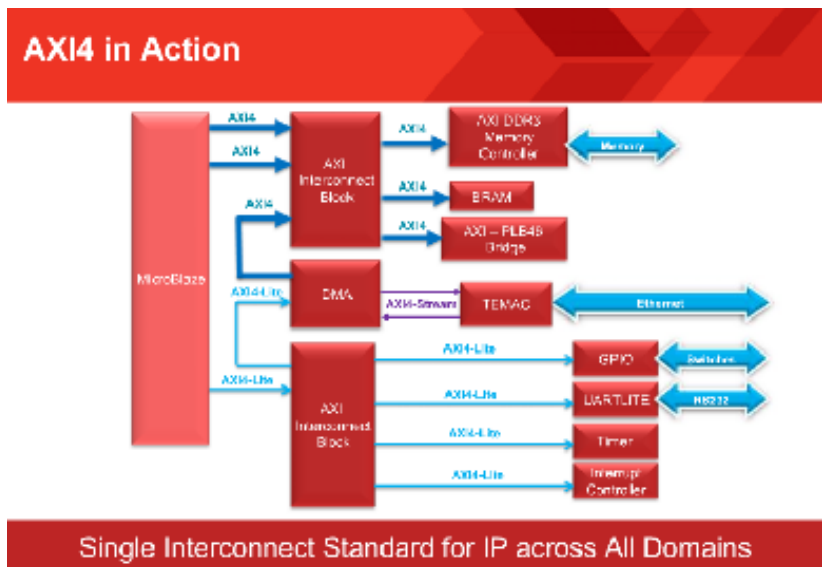 AXI4 in Action
MicroBlaze
AXI4
AXI4
AXI4
AXI
Interconnect
Block
AXI4
AXI DDR3
Memory
Controller
Memory
AXI4
BRAM
AXI4
AXI – PLB46
Bridge
AXI4-Lite
DMA
AXI4-Stream
TEMAC
Ethernet
AXI4-Lite
AXI
Interconnect
Block
AXI4-Lite
GPIO
Switches
AXI4-Lite
UARTLITE
RS232
AXI4-Lite
Timer
AXI4-Lite
Interrupt
Controller
Single Interconnect Standard for IP across All Domains